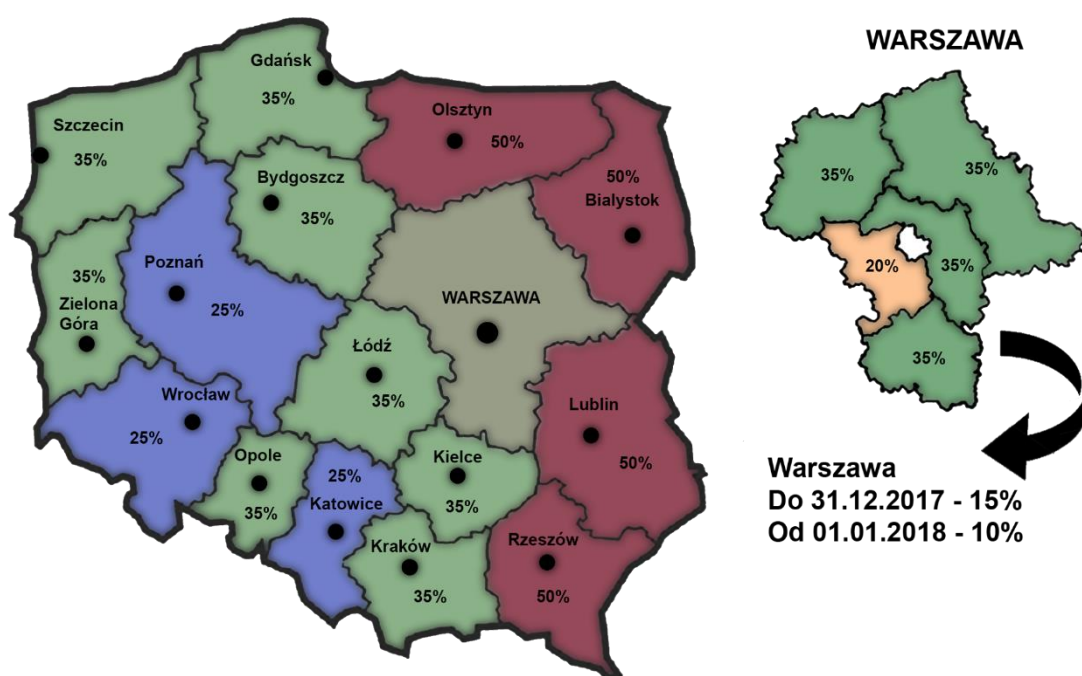 Gdańsk
35%
Szczecin
35%
Olsztyn
50%
50%
Bialystok
Bydgoszcz
35%
35%
Zielona
Góra
Poznań
25%
WARSZAWA
Łódź
35%
Wrocław
25%
Lublin
50%
Opole
35%
25%
Katowice
Kielce
35%
Kraków
35%
Rzeszów
50%
WARSZAWA
35%
35%
20%
35%
35%
Warszawa
Do 31.12.2017 - 15%
Od 01.01.2018 - 10%